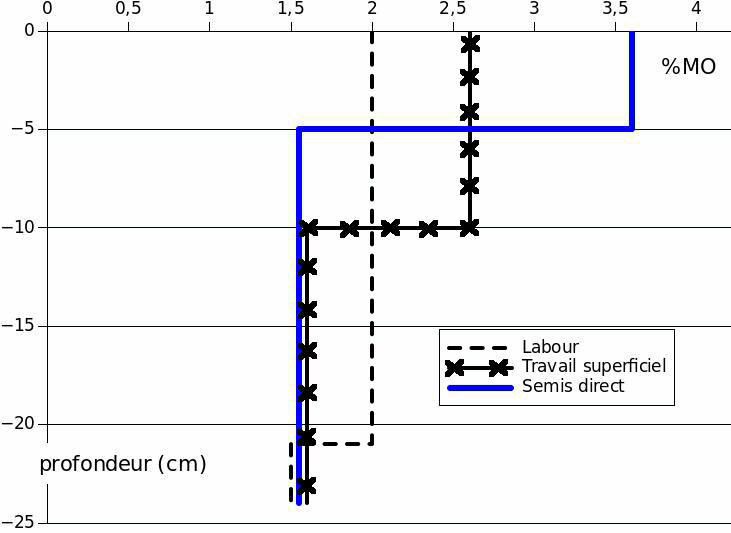 0 0,5 1 1,5 2 2,5 3 3,5 4
0
%MO
−5
−10
−15
Labour
Travail superficiel
Semis direct
−20
profondeur (cm)
−25